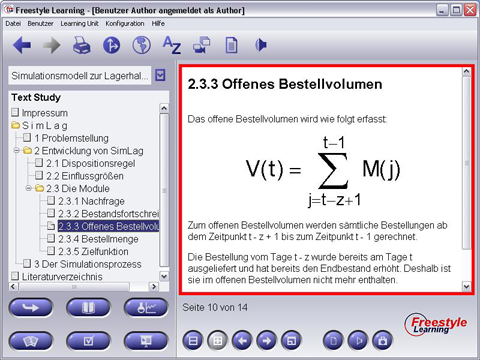 Freestyle Learning - [Benutzer Author angemeldet als Author]
Datei Benutzer Learning Unit Konfiguration Hilfe
AZ
Simulationsmodell zur Lagerhal...
Text Study
Impressum
SimLag
1 Problemstellung
2 Entwicklung von SimLag
2.1 Dispositionsregel
2.2 Einflussgrößen
2.3 Die Module
2.3.1 Nachfrage
2.3.2 Bestandsfortschrei
2.3.3 Offenes Bestellvolu
2.3.4 Bestellmenge
2.3.5 Zielfunktion
3 Der Simulationsprozess
Literaturverzeichnis
2.3.3 Offenes Bestellvolumen
Das offene Bestellvolumen wird wie folgt erfasst:
t−1
V(t) = ∑ M(j)
j=t−z+1
Zum offenen Bestellvolumen werden sämtliche Bestellungen ab
dem Zeitpunkt t - z + 1 bis zum Zeitpunkt t - 1 gerechnet.
Die Bestellung vom Tage t - z wurde bereits am Tage t
ausgeliefert und hat bereits den Endbestand erhöht. Deshalb ist
sie im offenen Bestellvolumen nicht mehr enthalten.
Seite 10 von 14
Freestyle
Learning